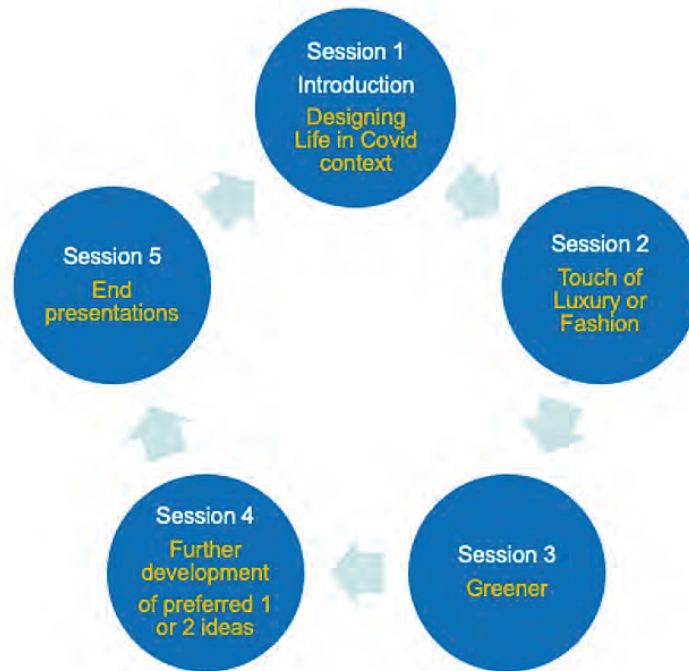 Session 1
Introduction
Designing
Life in Covid
context
Session 2
Touch of
Luxury or
Fashion
Session 3
Greener
Session 4
Further
development
of preferred 1
or 2 ideas
Session 5
End
presentations